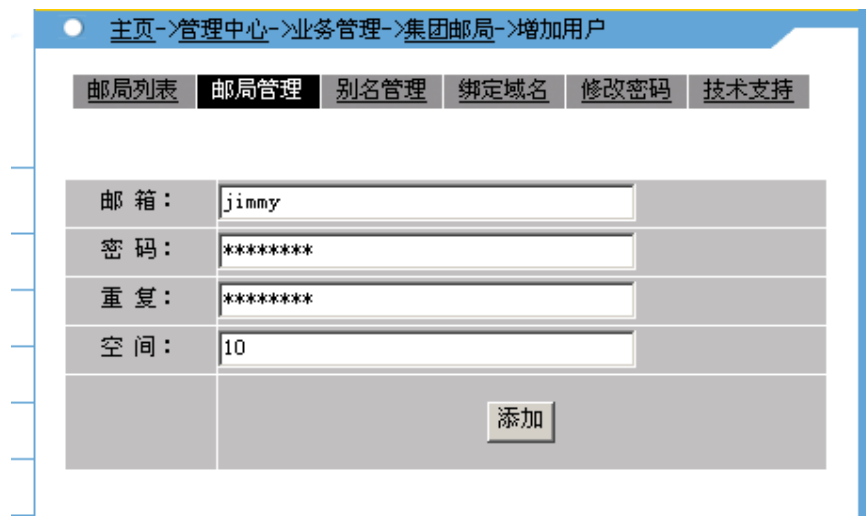 主页->管理中心->业务管理->集团邮局->增加用户
邮局列表 邮局管理 别名管理 绑定域名 修改密码 技术支持
邮 箱： jimmy
密 码： ********
重 复： ********
空 间： 10
添加